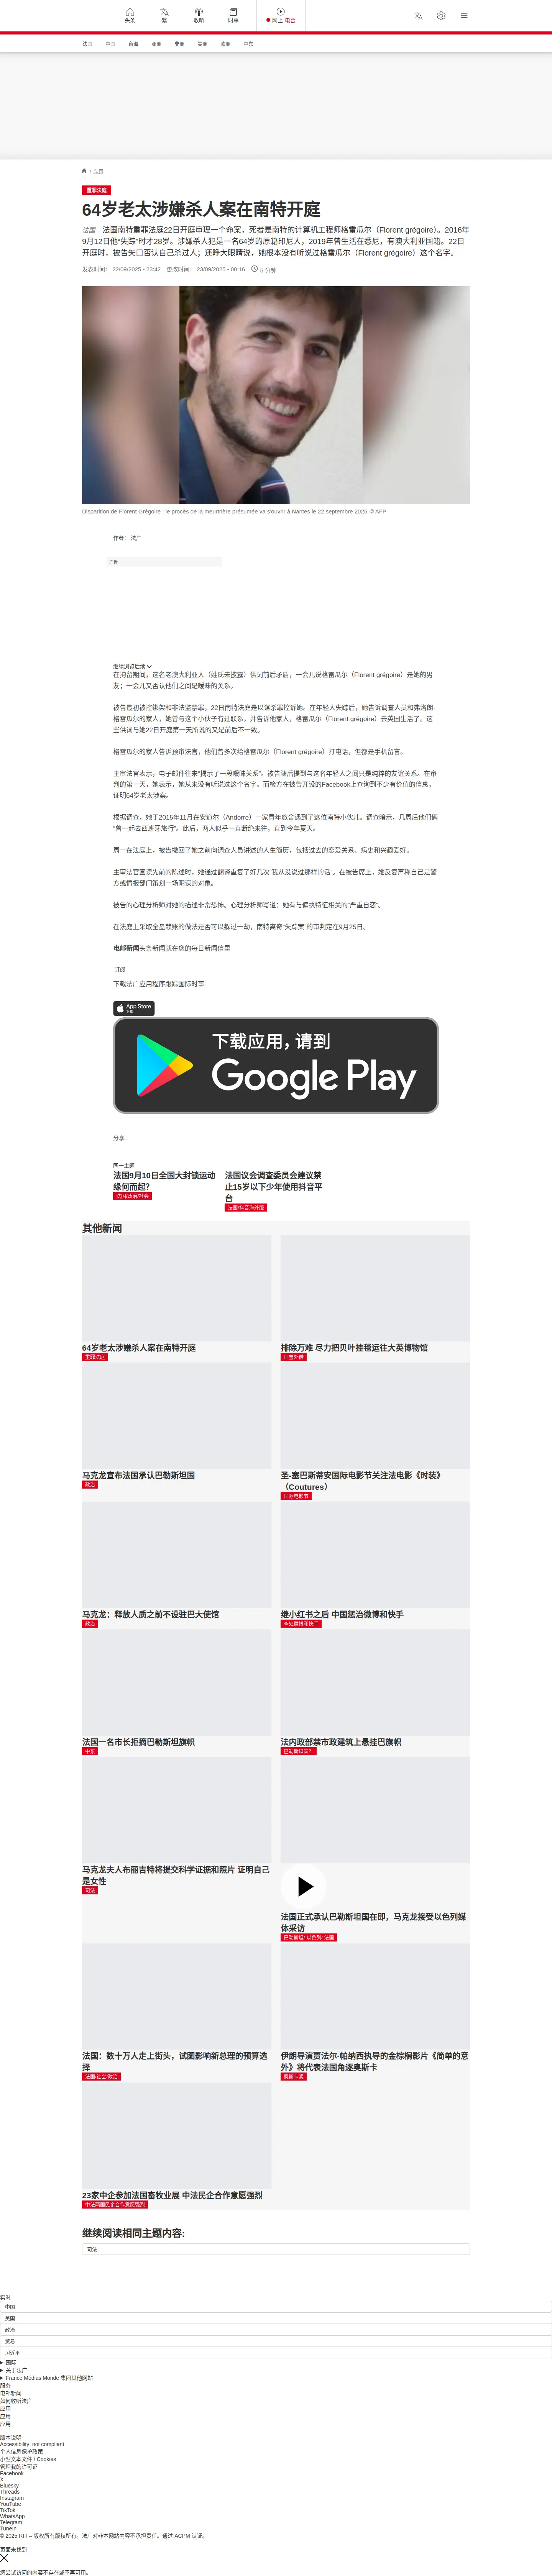 头条
繁
收听
时事
网上 电台
法国 中国 台海 亚洲 非洲 美洲 欧洲 中东
/ 法国
重罪法庭
64岁老太涉嫌杀人案在南特开庭
法国 – 法国南特重罪法庭22日开庭审理一个命案，死者是南特的计算机工程师格雷瓜尔（Florent grégoire）。2016年
9月12日他“失踪”时才28岁。涉嫌杀人犯是一名64岁的原籍印尼人，2019年曾生活在悉尼，有澳大利亚国籍。22日
开庭时，被告矢口否认自己杀过人；还睁大眼睛说，她根本没有听说过格雷瓜尔（Florent grégoire）这个名字。
发表时间： 22/09/2025 - 23:42 更改时间： 23/09/2025 - 00:16 5 分钟
Disparition de Florent Grégoire : le procès de la meurtrière présumée va s'ouvrir à Nantes le 22 septembre 2025 © AFP
作者： 法广
广告
继续浏览后续
在拘留期间，这名老澳大利亚人（姓氏未披露）供词前后矛盾，一会儿说格雷瓜尔（Florent grégoire）是她的男
友；一会儿又否认他们之间是暧昧的关系。
被告最初被控绑架和非法监禁罪，22日南特法庭是以谋杀罪控诉她。在年轻人失踪后，她告诉调查人员和弗洛朗·
格雷瓜尔的家人，她曾与这个小伙子有过联系，并告诉他家人，格雷瓜尔（Florent grégoire）去英国生活了。这
些供词与她22日开庭第一天所说的又是前后不一致。
格雷瓜尔的家人告诉预审法官，他们曾多次给格雷瓜尔（Florent grégoire）打电话，但都是手机留言。
主审法官表示，电子邮件往来“揭示了一段暧昧关系”。被告随后提到与这名年轻人之间只是纯粹的友谊关系。在审
判的第一天，她表示，她从来没有听说过这个名字。而检方在被告开设的Facebook上查询到不少有价值的信息，
证明64岁老太涉案。
根据调查，她于2015年11月在安道尔（Andorre）一家青年旅舍遇到了这位南特小伙儿。调查暗示，几周后他们俩
“曾一起去西班牙旅行”。此后，两人似乎一直断绝来往，直到今年夏天。
周一在法庭上，被告撤回了她之前向调查人员讲述的人生简历，包括过去的恋爱关系、病史和兴趣爱好。
主审法官宣读先前的陈述时，她通过翻译重复了好几次“我从没说过那样的话”。在被告席上，她反复声称自己是警
方或情报部门策划一场阴谋的对象。
被告的心理分析师对她的描述非常恐怖。心理分析师写道：她有与偏执特征相关的“严重自恋”。
在法庭上采取全盘赖账的做法是否可以躲过一劫，南特离奇“失踪案”的审判定在9月25日。
电邮新闻头条新闻就在您的每日新闻信里
订阅
下载法广应用程序跟踪国际时事
App Store
下载
下载应用，请到
Google Play
分享 :
同一主题
法国9月10日全国大封锁运动
缘何而起?
法国/政治/社会
法国议会调查委员会建议禁
止15岁以下少年使用抖音平
台
法国/抖音海外版
其他新闻
64岁老太涉嫌杀人案在南特开庭
重罪法庭
排除万难 尽力把贝叶挂毯运往大英博物馆
国宝外借
马克龙宣布法国承认巴勒斯坦国
政治
圣-塞巴斯蒂安国际电影节关注法电影《时装》
（Coutures）
国际电影节
马克龙：释放人质之前不设驻巴大使馆
政治
继小红书之后 中国惩治微博和快手
查处微博和快手
法国一名市长拒摘巴勒斯坦旗帜
中东
法内政部禁市政建筑上悬挂巴旗帜
巴勒斯坦国?
马克龙夫人布丽吉特将提交科学证据和照片 证明自己
是女性
司法
法国正式承认巴勒斯坦国在即，马克龙接受以色列媒
体采访
巴勒斯坦/ 以色列/ 法国
法国：数十万人走上街头，试图影响新总理的预算选
择
法国/社会/政治
伊朗导演贾法尔·帕纳西执导的金棕榈影片《简单的意
外》将代表法国角逐奥斯卡
奥斯卡奖
23家中企参加法国畜牧业展 中法民企合作意愿强烈
中法两国民企合作意愿强烈
继续阅读相同主题内容:
司法
实时
中国
美国
政治
贸易
习近平
国际
关于法广
France Médias Monde 集团其他网站
服务
电邮新闻
如何收听法广
应用
应用
应用
版本说明
Accessibility: not compliant
个人信息保护政策
小型文本文件 / Cookies
管理我的许可证
Facebook
X
Bluesky
Threads
Instagram
YouTube
TikTok
WhatsApp
Telegram
TuneIn
© 2025 RFI – 版权所有版权所有。法广对非本网站内容不承担责任。通过 ACPM 认证。
页面未找到
您尝试访问的内容不存在或不再可用。